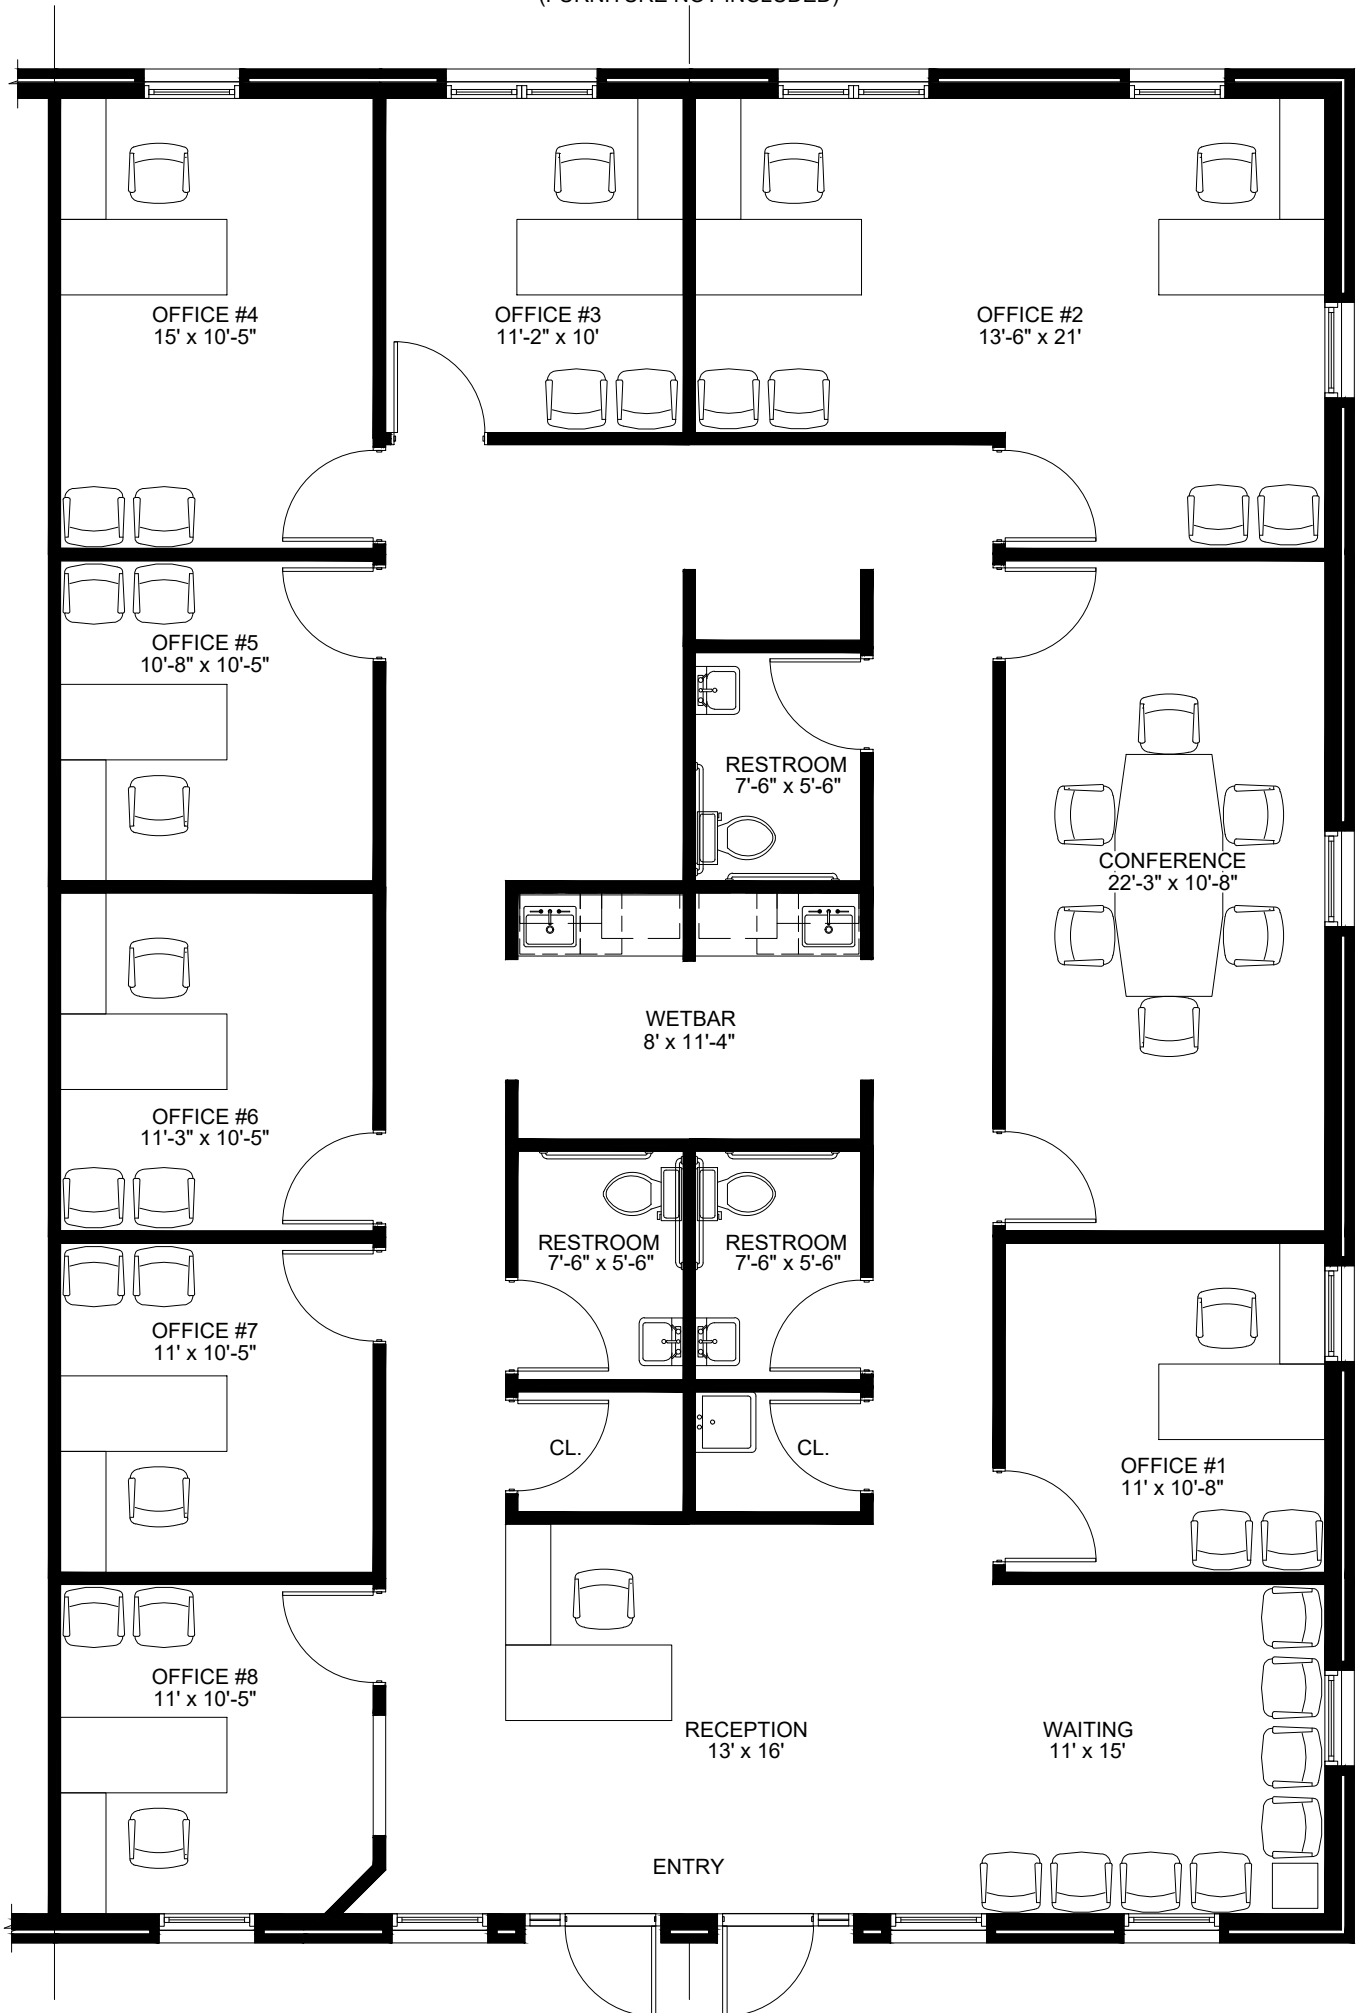 (FURNITURE NOT INCLUDED)
OFFICE #4
15' x 10'-5"
OFFICE #3
11'-2" x 10'
OFFICE #2
13'-6" x 21'
OFFICE #5
10'-8" x 10'-5"
RESTROOM
7'-6" x 5'-6"
CONFERENCE
22'-3" x 10'-8"
WETBAR
8' x 11'-4"
OFFICE #6
11'-3" x 10'-5"
RESTROOM
7'-6" x 5'-6"
RESTROOM
7'-6" x 5'-6"
OFFICE #7
11' x 10'-5"
CL.
CL.
OFFICE #1
11' x 10'-8"
OFFICE #8
11' x 10'-5"
RECEPTION
13' x 16'
WAITING
11' x 15'
ENTRY